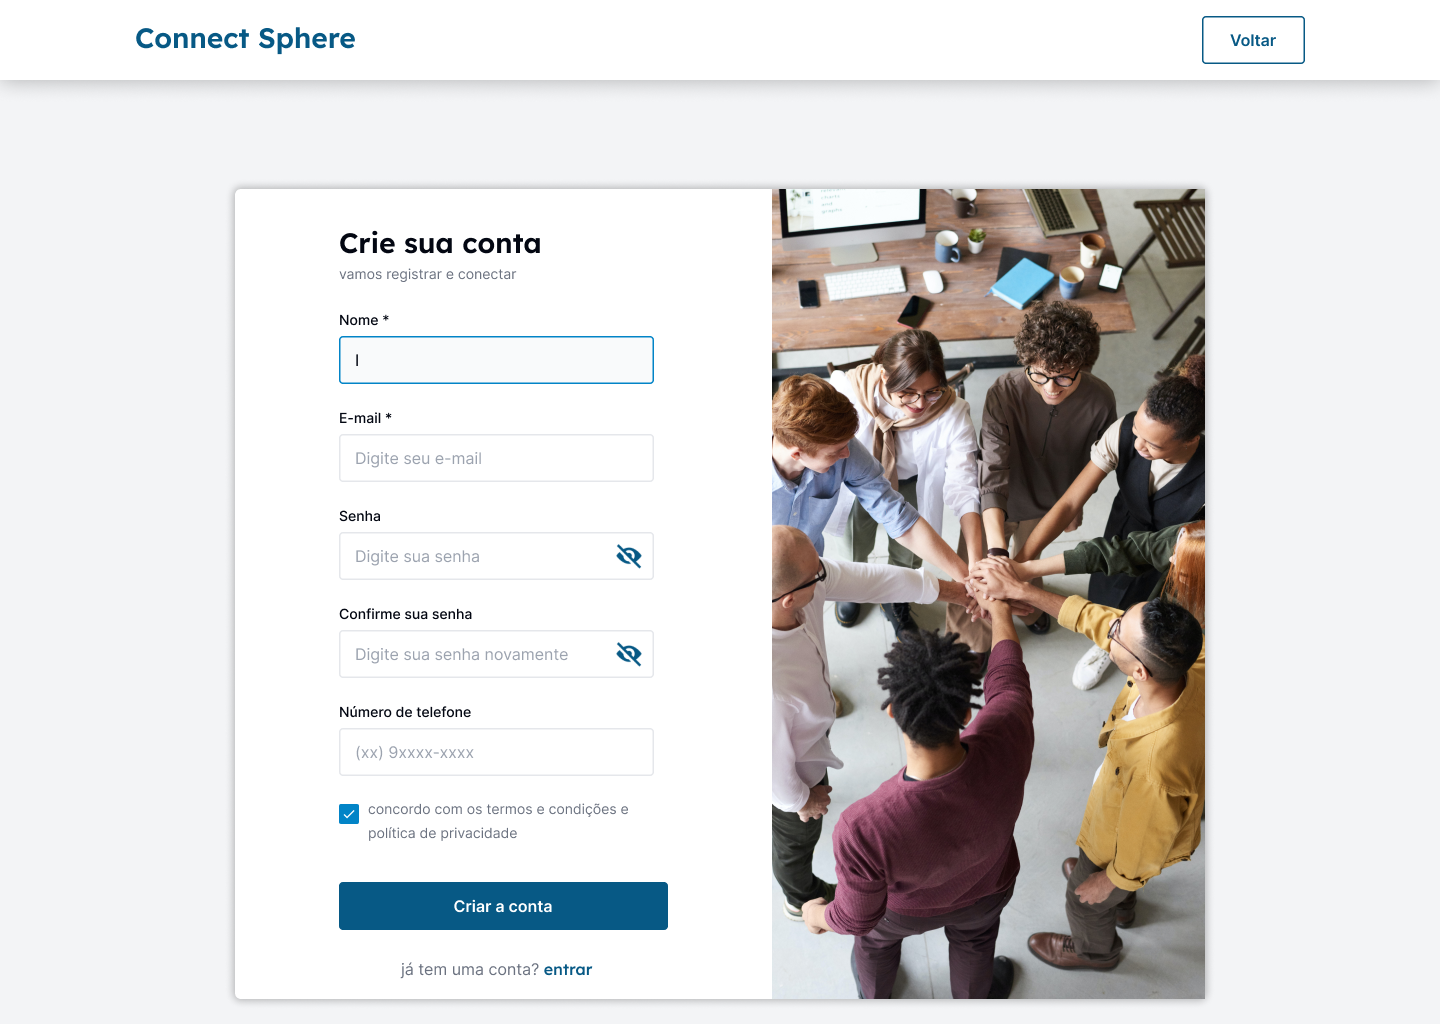 Connect Sphere
Voltar
Crie sua conta
vamos registrar e conectar
Nome *
E-mail *
Digite seu e-mail
Senha
Digite sua senha
Confirme sua senha
Digite sua senha novamente
Número de telefone
(xx) 9xxxx-xxxx
concordo com os termos e condições e
política de privacidade
Criar a conta
já tem uma conta? entrar